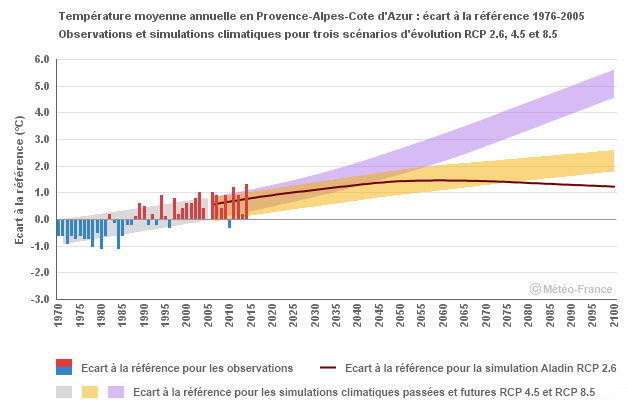 Température moyenne annuelle en Provence-Alpes-Cote d'Azur : écart à la référence 1976-2005
Observations et simulations climatiques pour trois scénarios d'évolution RCP 2.6, 4.5 et 8.5
Ecart à la référence (°C)
6.0
5.0
4.0
3.0
2.0
1.0
0.0
-1.0
-2.0
-3.0
© Météo-France
1970 1975 1980 1985 1990 1995 2000 2005 2010 2015 2020 2025 2030 2035 2040 2045 2050 2055 2060 2065 2070 2075 2080 2085 2090 2095 2100
Ecart à la référence pour les observations
Ecart à la référence pour la simulation Aladin RCP 2.6
Ecart à la référence pour les simulations climatiques passées et futures RCP 4.5 et RCP 8.5